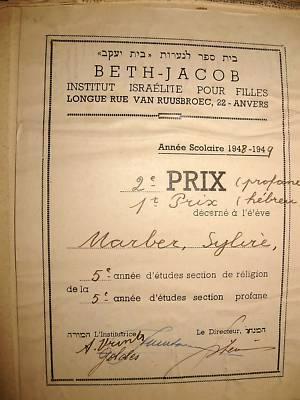 בית ספר לנערות «בית יעקב»
BETH-JACOB
INSTITUT ISRAÉLITE POUR FILLES
LONGUE RUE VAN RUUSBROEC, 22 - ANVERS
Année Scolaire 1948-1949
2e PRIX (profane
1r Prix (hébreu
décerné à l'élève
Marber, Sylvie,
5e année d'études section de religion
de la
5e année d'études section profane
המורה L'Institutrice
Le Directeur, המנהל